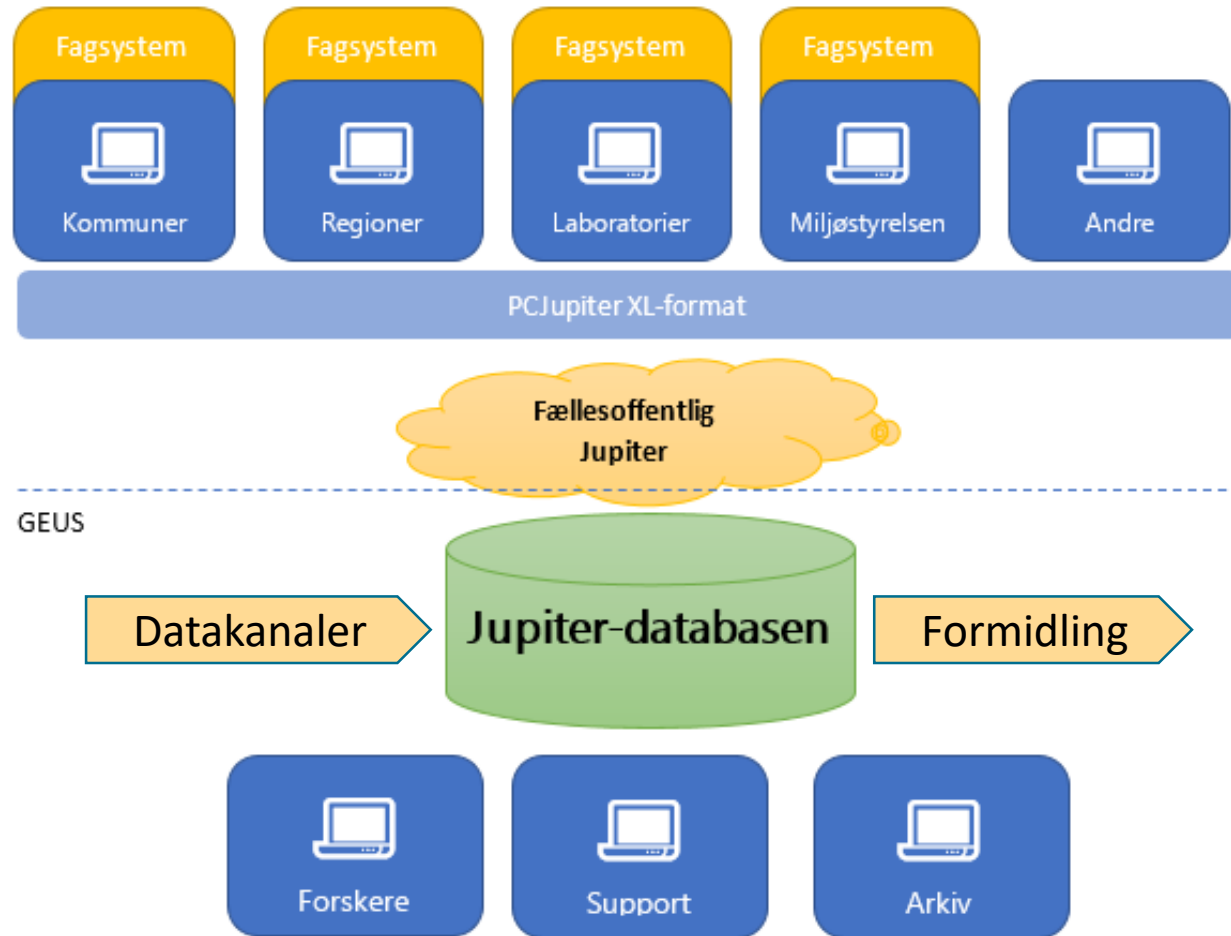 Fagsystem
Fagsystem
Fagsystem
Fagsystem
Kommuner
Regioner
Laboratorier
Miljøstyrelsen
Andre
PCJupiter XL-format
Fællesoffentlig
Jupiter
GEUS
Datakanaler
Jupiter-databasen
Formidling
Forskere
Support
Arkiv